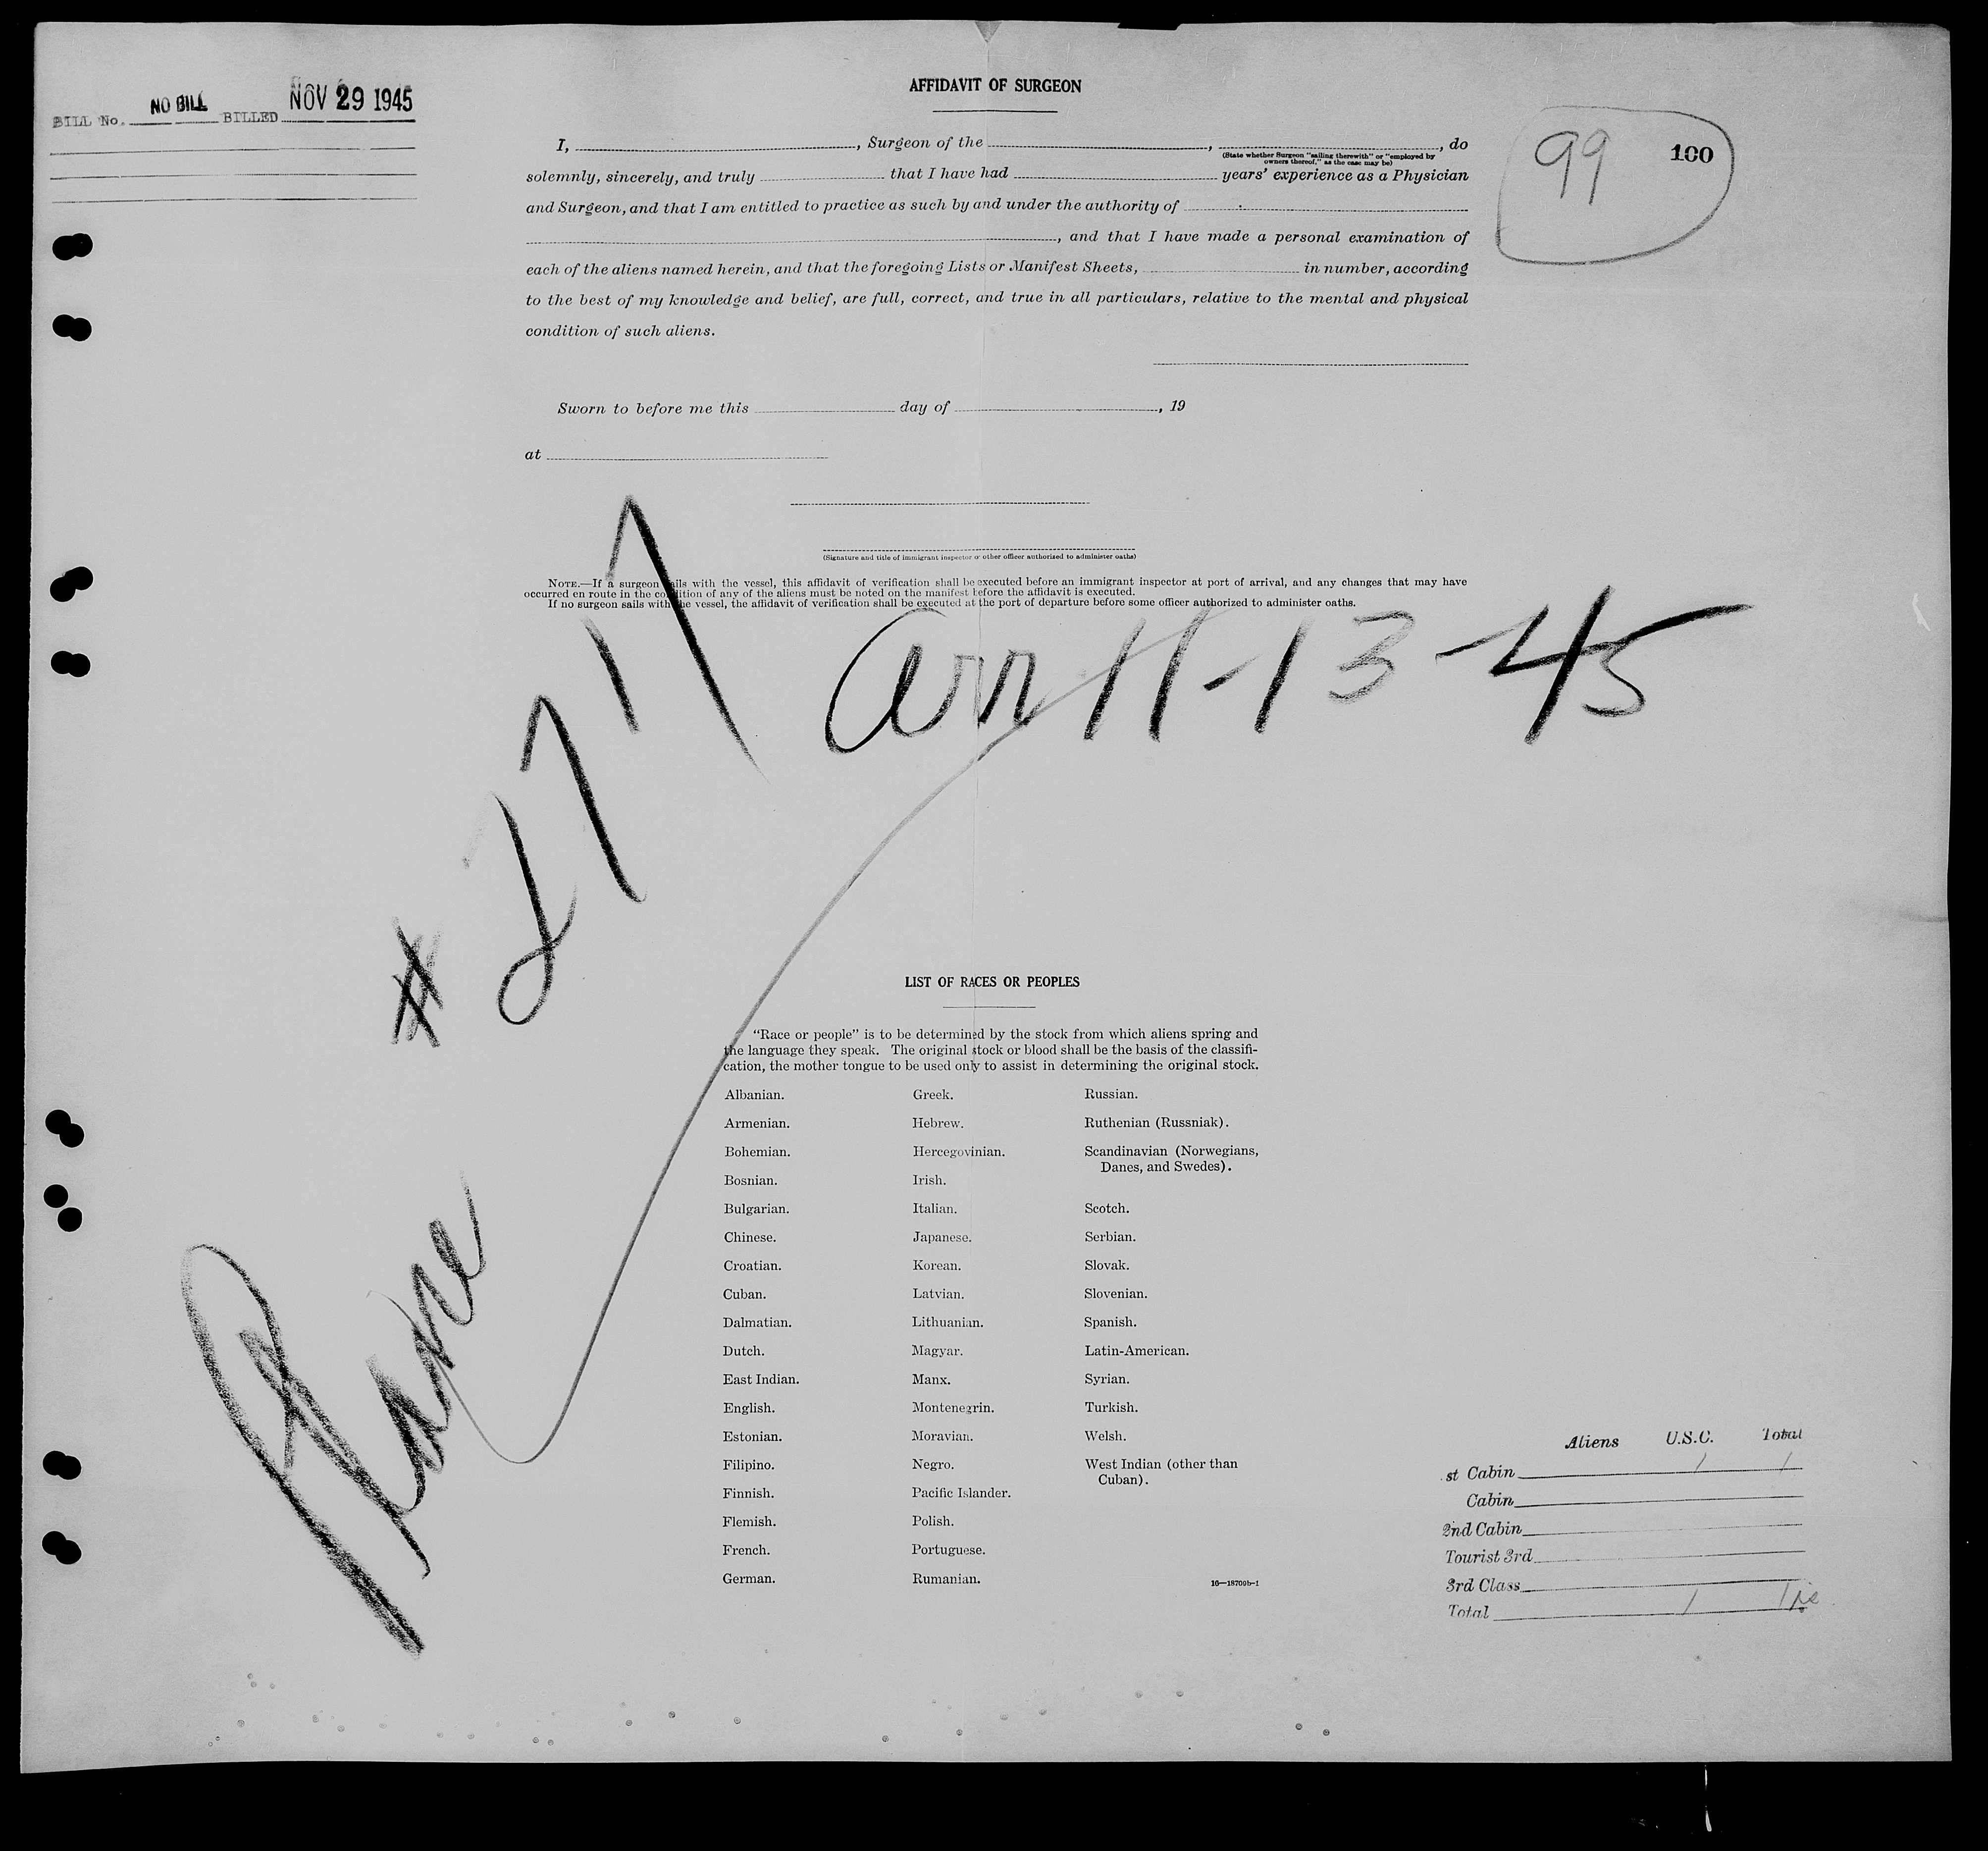 AFFIDAVIT OF SURGEON
BILL No. NO BILL BILLED NOV 29 1945
99 100
I, , Surgeon of the , , do
(State whether Surgeon "sailing therewith" or "employed by
owners thereof," as the case may be)
solemnly, sincerely, and truly that I have had years' experience as a Physician
and Surgeon, and that I am entitled to practice as such by and under the authority of
, and that I have made a personal examination of
each of the aliens named herein, and that the foregoing Lists or Manifest Sheets, in number, according
to the best of my knowledge and belief, are full, correct, and true in all particulars, relative to the mental and physical
condition of such aliens.
Sworn to before me this day of , 19
at
(Signature and title of immigrant inspector or other officer authorized to administer oaths)
NOTE.—If a surgeon sails with the vessel, this affidavit of verification shall be executed before an immigrant inspector at port of arrival, and any changes that may have
occurred en route in the condition of any of the aliens must be noted on the manifest before the affidavit is executed.
If no surgeon sails with the vessel, the affidavit of verification shall be executed at the port of departure before some officer authorized to administer oaths.
arr 11-13-45
Plane # 2717
LIST OF RACES OR PEOPLES
"Race or people" is to be determined by the stock from which aliens spring and
the language they speak. The original stock or blood shall be the basis of the classifi-
cation, the mother tongue to be used only to assist in determining the original stock.
Albanian. Greek. Russian.
Armenian. Hebrew. Ruthenian (Russniak).
Bohemian. Hercegovinian. Scandinavian (Norwegians,
Danes, and Swedes).
Bosnian. Irish.
Bulgarian. Italian. Scotch.
Chinese. Japanese. Serbian.
Croatian. Korean. Slovak.
Cuban. Latvian. Slovenian.
Dalmatian. Lithuanian. Spanish.
Dutch. Magyar. Latin-American.
East Indian. Manx. Syrian.
English. Montenegrin. Turkish.
Estonian. Moravian. Welsh.
Filipino. Negro. West Indian (other than
Cuban).
Finnish. Pacific Islander.
Flemish. Polish.
French. Portuguese.
German. Rumanian.
16—18709b-1
Aliens U.S.C. Total
st Cabin 1 1
Cabin
2nd Cabin
Tourist 3rd
3rd Class
Total 1 1